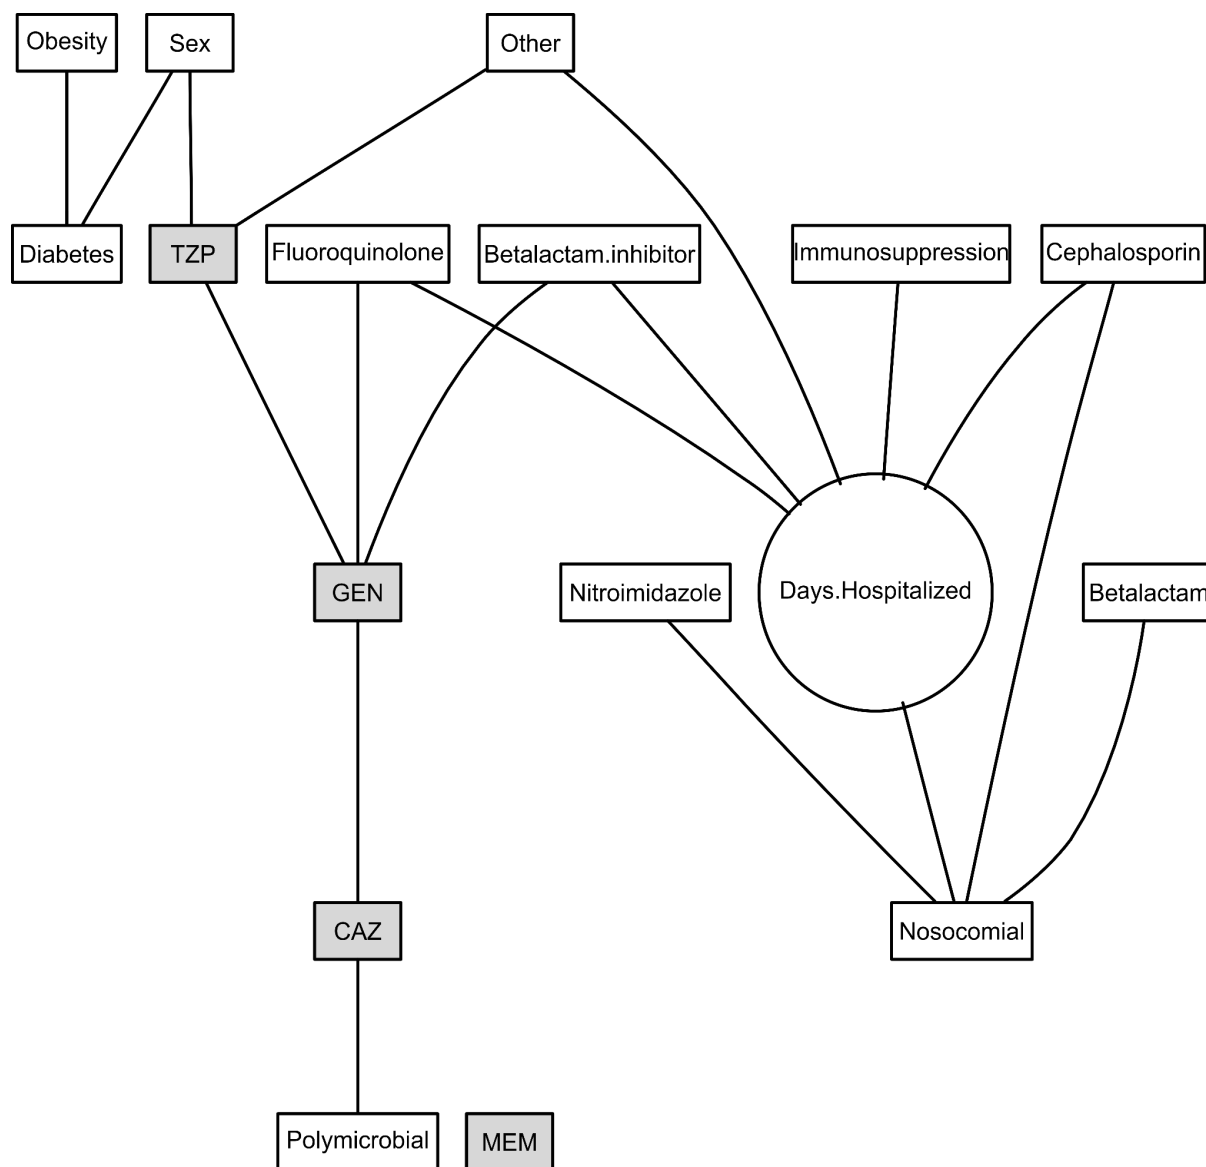 Obesity
Sex
Other
Diabetes
TZP
Fluoroquinolone
Betalactam.inhibitor
Immunosuppression
Cephalosporin
GEN
Nitroimidazole
Days.Hospitalized
Betalactam
CAZ
Nosocomial
Polymicrobial
MEM